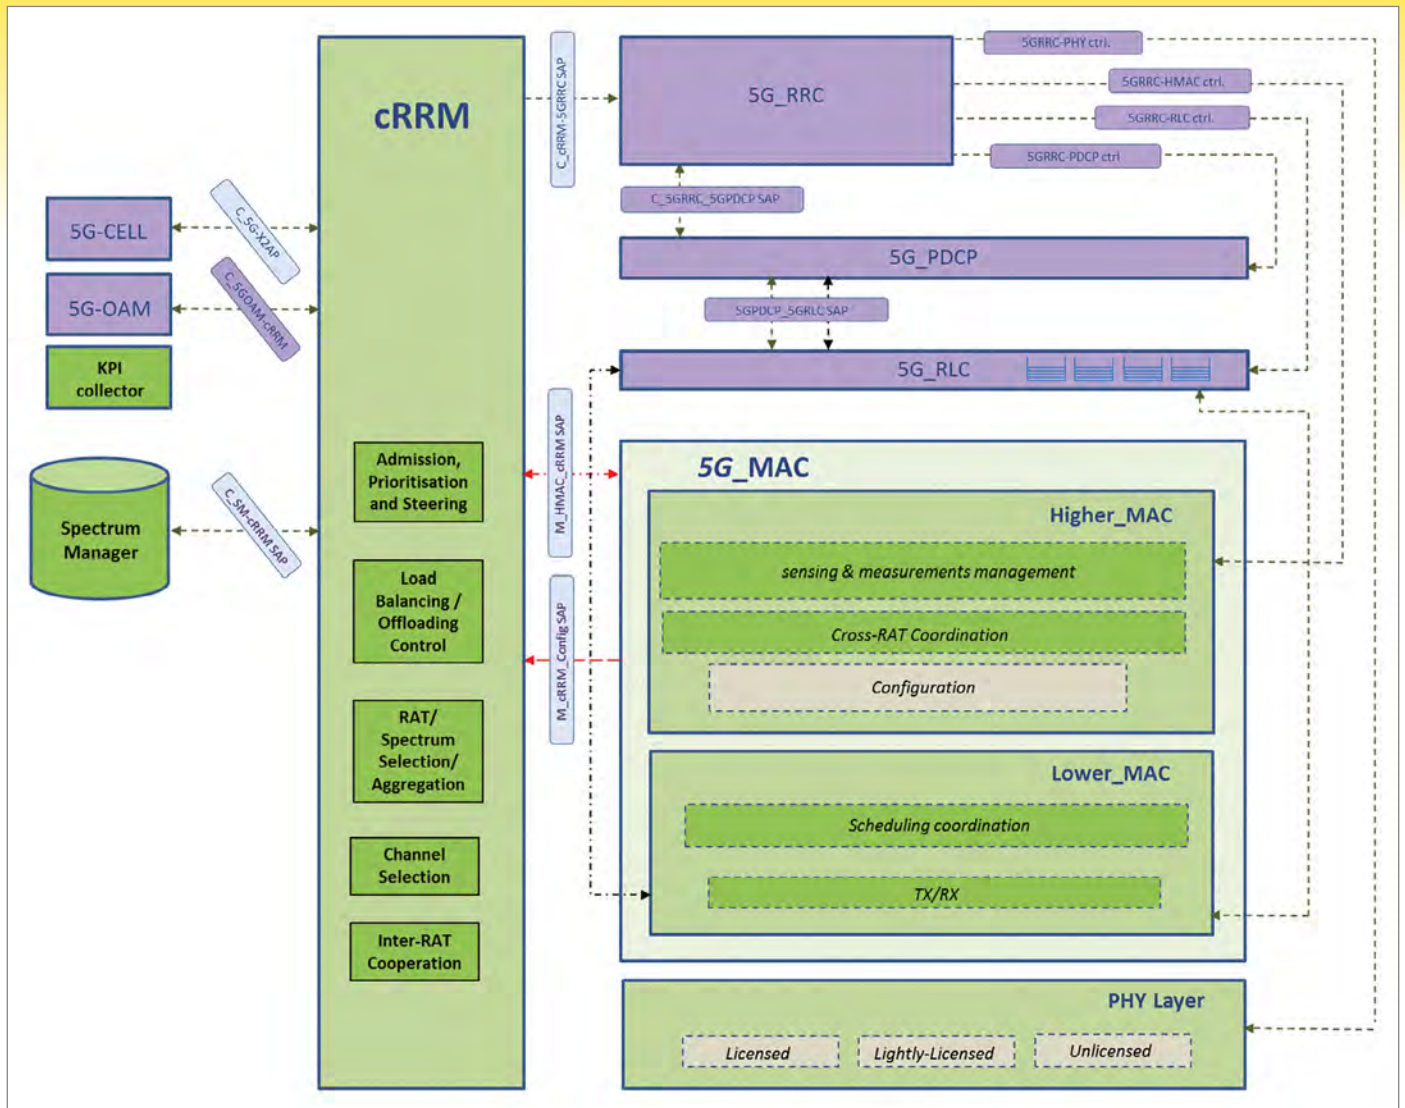 cRRM
C_cRRM-5GRRC SAP
5G_RRC
5GRRC-PHY ctrl.
5GRRC-HMAC ctrl.
5GRRC-RLC ctrl.
5GRRC-PDCP ctrl
C_5GRRC_5GPDCP SAP
5G-CELL
C_5G-X2AP
5G_PDCP
5G-OAM
C_5GOAM-cRRM
5GPDCP_5GRLC SAP
KPI
collector
5G_RLC
Spectrum
Manager
C_SM-cRRM SAP
Admission,
Prioritisation
and Steering
Load
Balancing /
Offloading
Control
RAT/
Spectrum
Selection/
Aggregation
Channel
Selection
Inter-RAT
Cooperation
M_HMAC_cRRM SAP
M_cRRM_Config SAP
5G_MAC
Higher_MAC
sensing & measurements management
Cross-RAT Coordination
Configuration
Lower_MAC
Scheduling coordination
TX/RX
PHY Layer
Licensed
Lightly-Licensed
Unlicensed